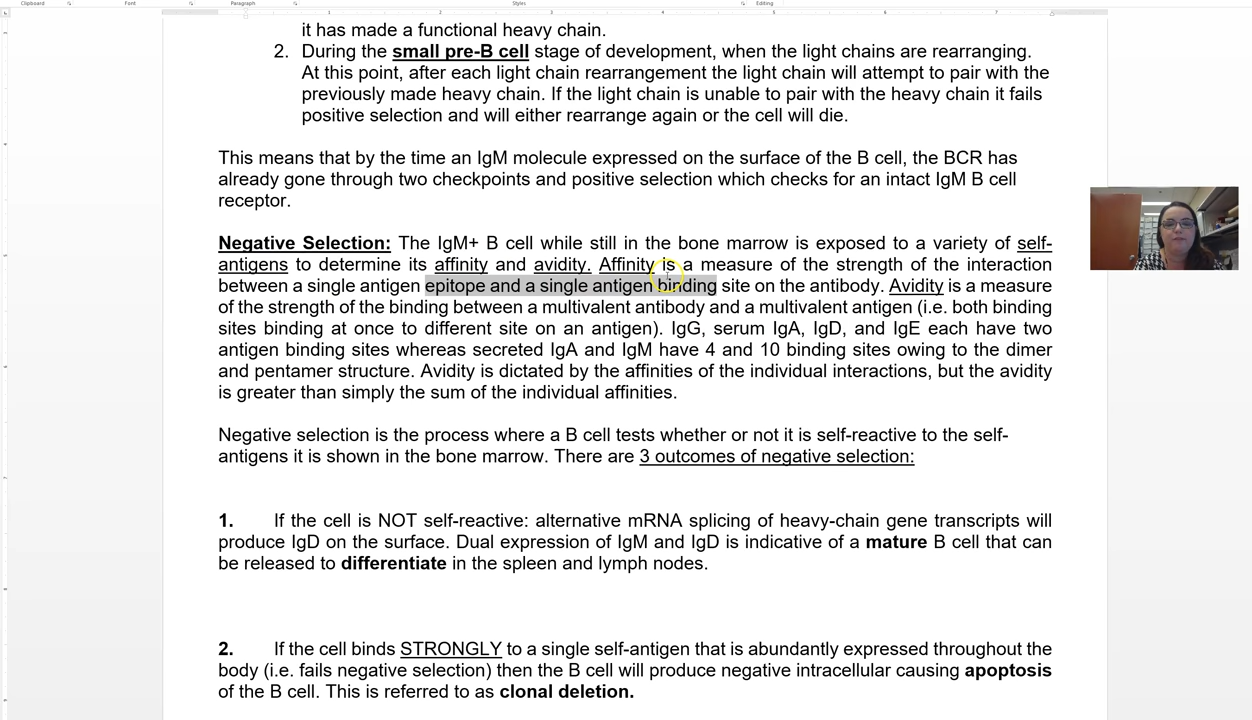 Clipboard
Font
Paragraph
Styles
Editing
1 2 3 4 5 6 7
it has made a functional heavy chain.
2. During the small pre-B cell stage of development, when the light chains are rearranging.
At this point, after each light chain rearrangement the light chain will attempt to pair with the
previously made heavy chain. If the light chain is unable to pair with the heavy chain it fails
positive selection and will either rearrange again or the cell will die.
This means that by the time an IgM molecule expressed on the surface of the B cell, the BCR has
already gone through two checkpoints and positive selection which checks for an intact IgM B cell
receptor.
Negative Selection: The IgM+ B cell while still in the bone marrow is exposed to a variety of self-
antigens to determine its affinity and avidity. Affinity is a measure of the strength of the interaction
between a single antigen epitope and a single antigen binding site on the antibody. Avidity is a measure
of the strength of the binding between a multivalent antibody and a multivalent antigen (i.e. both binding
sites binding at once to different site on an antigen). IgG, serum IgA, IgD, and IgE each have two
antigen binding sites whereas secreted IgA and IgM have 4 and 10 binding sites owing to the dimer
and pentamer structure. Avidity is dictated by the affinities of the individual interactions, but the avidity
is greater than simply the sum of the individual affinities.
Negative selection is the process where a B cell tests whether or not it is self-reactive to the self-
antigens it is shown in the bone marrow. There are 3 outcomes of negative selection:
1. If the cell is NOT self-reactive: alternative mRNA splicing of heavy-chain gene transcripts will
produce IgD on the surface. Dual expression of IgM and IgD is indicative of a mature B cell that can
be released to differentiate in the spleen and lymph nodes.
2. If the cell binds STRONGLY to a single self-antigen that is abundantly expressed throughout the
body (i.e. fails negative selection) then the B cell will produce negative intracellular causing apoptosis
of the B cell. This is referred to as clonal deletion.